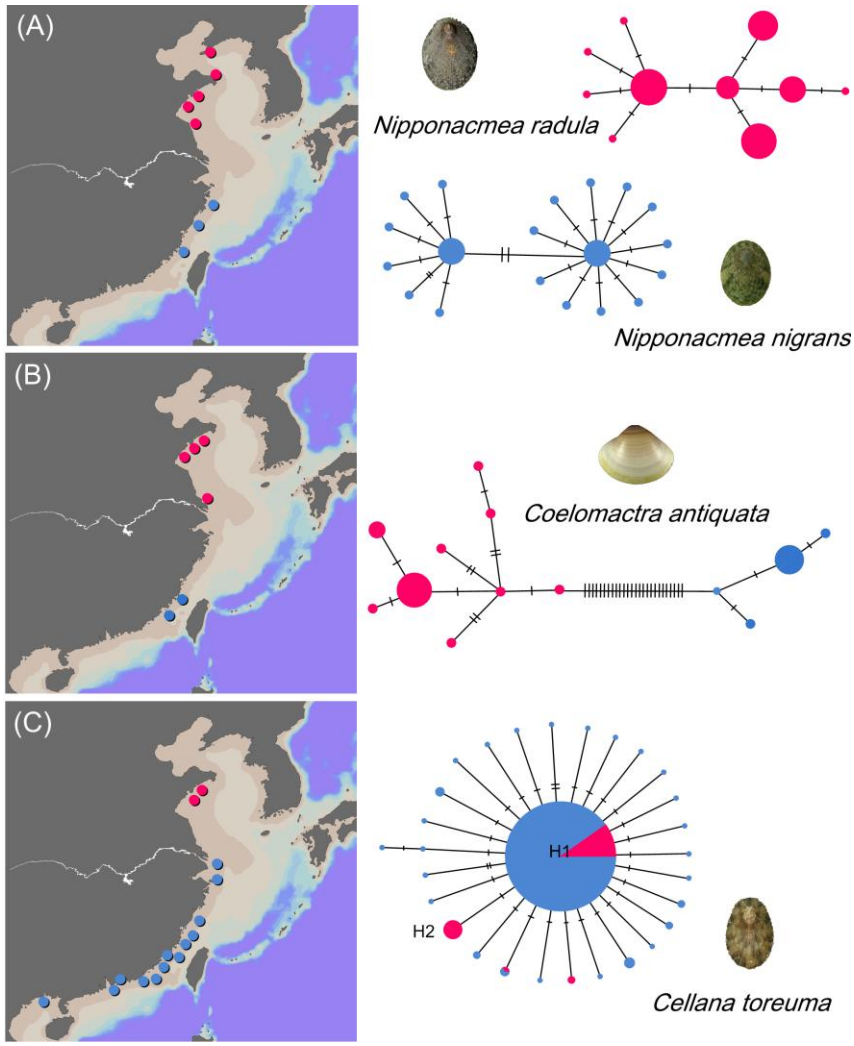 (A)
Nipponacmea radula
Nipponacmea nigrans
(B)
Coelomactra antiquata
(C)
H1
H2
Cellana toreuma